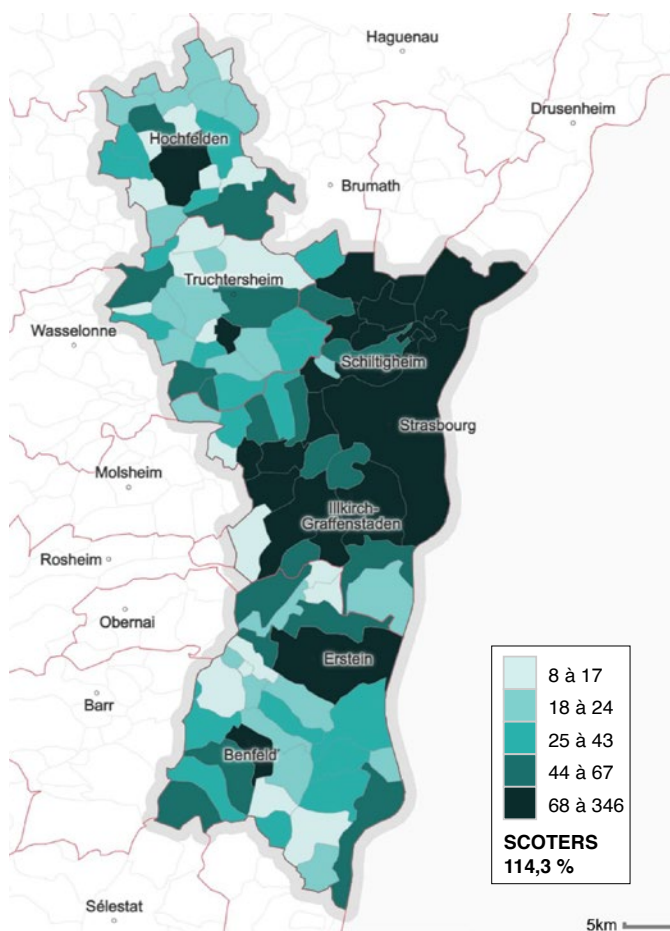 Haguenau
Drusenheim
Hochfelden
Brumath
Truchtersheim
Wasselonne
Schiltigheim
Strasbourg
Molsheim
Illkirch-
Graffenstaden
Rosheim
Obernai
Erstein
Barr
Benfeld
Sélestat
8 à 17
18 à 24
25 à 43
44 à 67
68 à 346
SCOTERS
114,3 %
5km